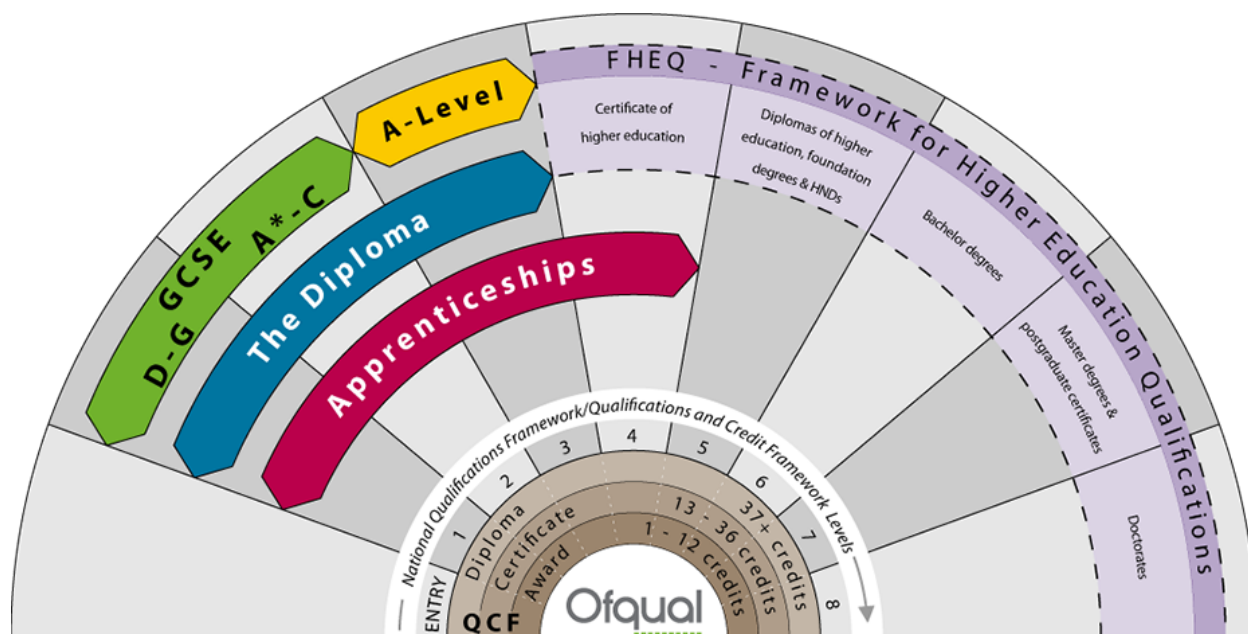 FHEQ - Framework for Higher Education Qualifications
Certificate of
higher education
Diplomas of higher
education, foundation
degrees & HNDs
Bachelor degrees
Master degrees &
postgraduate certificates
Doctorates
A-Level
GCSE
D-G A*-C
The Diploma
Apprenticeships
National Qualifications Framework/Qualifications and Credit Framework Levels
ENTRY 1 2 3 4 5 6 7 8
Diploma 37+ credits
Certificate 13 - 36 credits
Award 1 - 12 credits
QCF
Ofqual